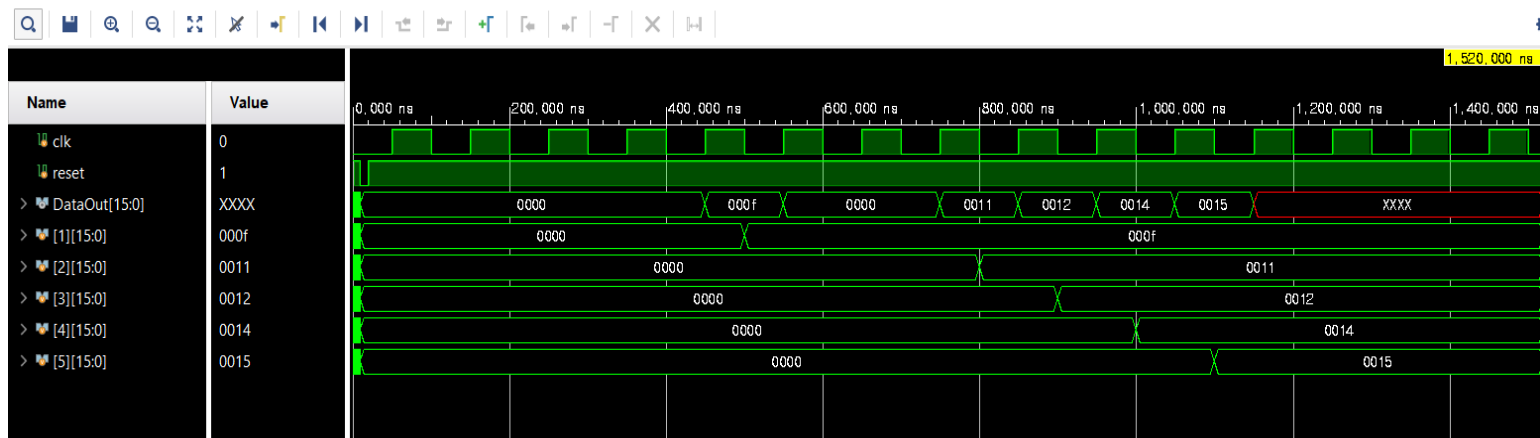 1,520,000 ns
Name Value
0,000 ns 200,000 ns 400,000 ns 600,000 ns 800,000 ns 1,000,000 ns 1,200,000 ns 1,400,000 ns
clk 0
reset 1
DataOut[15:0] XXXX 0000 000f 0000 0011 0012 0014 0015 XXXX
[1][15:0] 000f 0000 000f
[2][15:0] 0011 0000 0011
[3][15:0] 0012 0000 0012
[4][15:0] 0014 0000 0014
[5][15:0] 0015 0000 0015